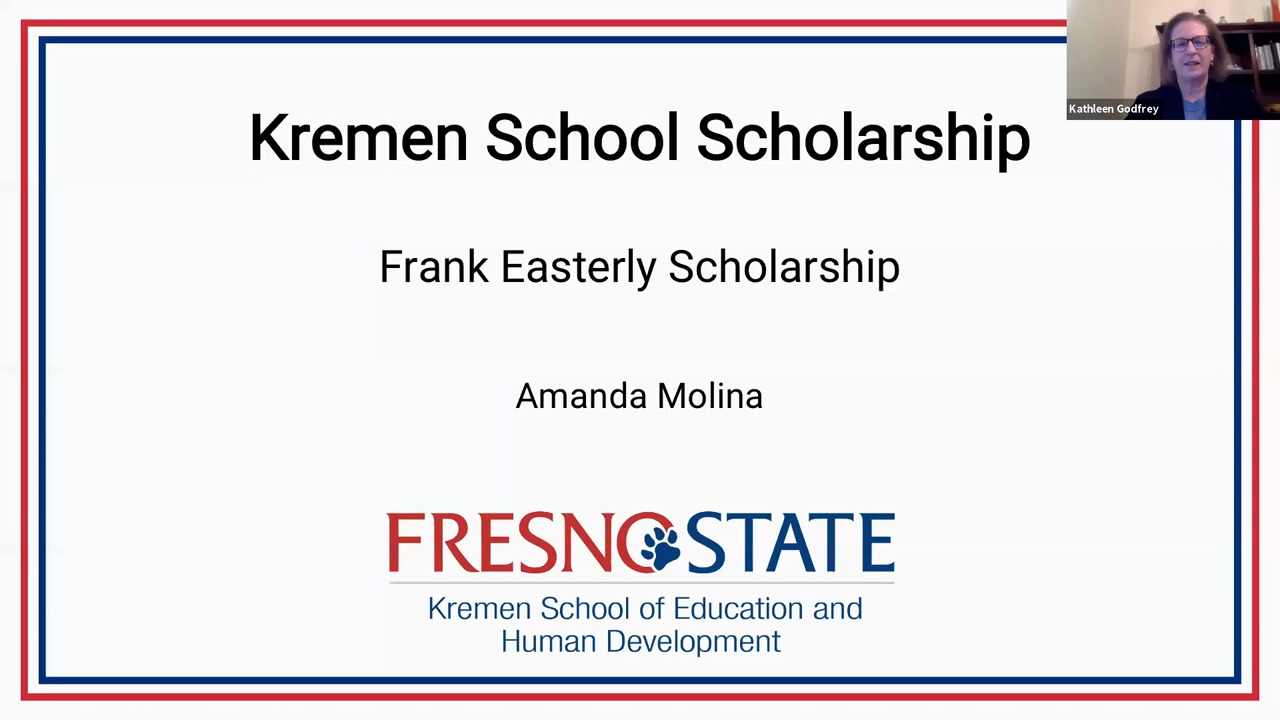 Kathleen Godfrey
Kremen School Scholarship
Frank Easterly Scholarship
Amanda Molina
FRESNO STATE
Kremen School of Education and
Human Development